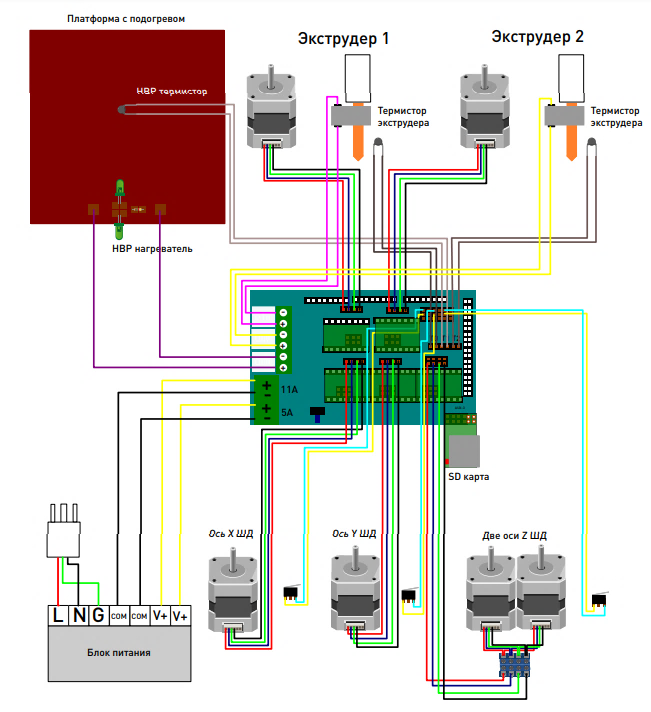 Платформа с подогревом
Экструдер 1
Экструдер 2
HBP термистор
Термистор
экструдера
Термистор
экструдера
HBP нагреватель
11A
5A
SD карта
Ось X ШД
Ось Y ШД
Две оси Z ШД
L N G COM COM V+ V+
Блок питания